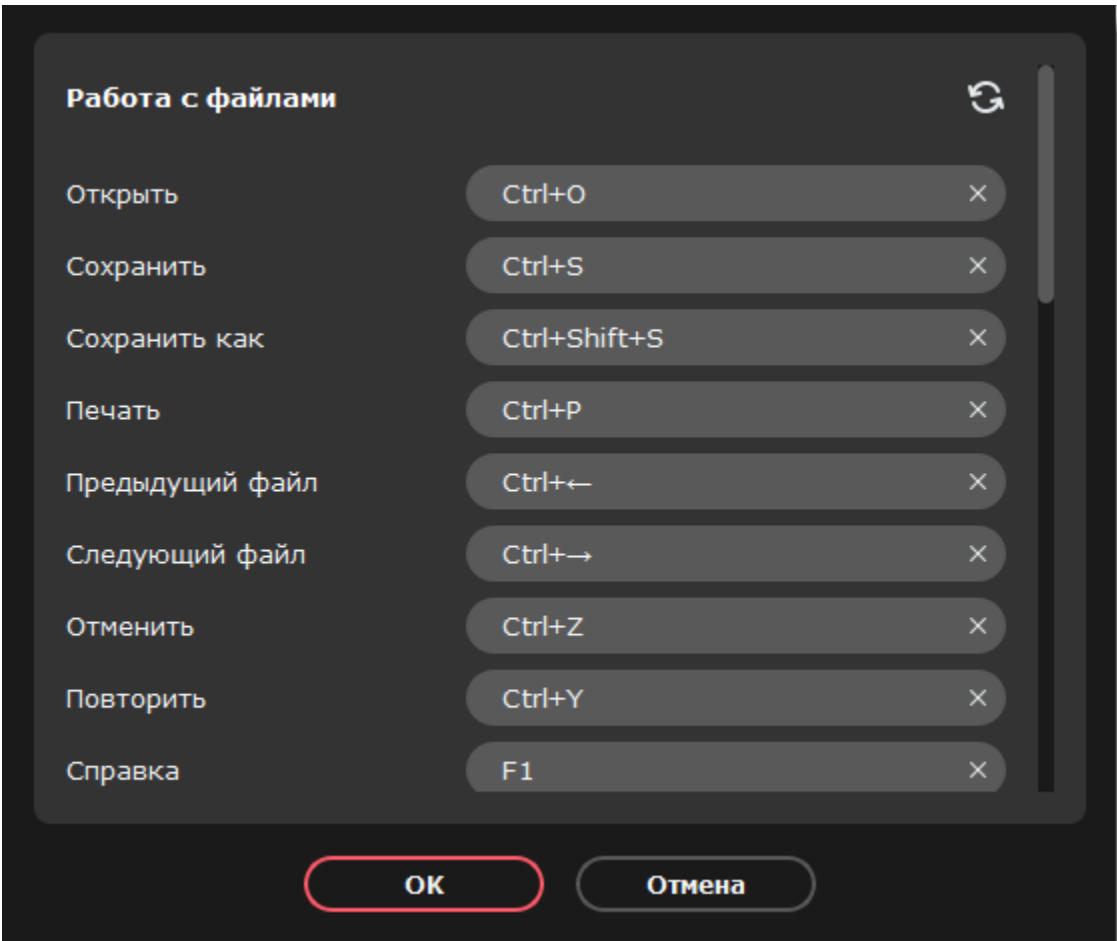 Работа с файлами
Открыть Ctrl+O
Сохранить Ctrl+S
Сохранить как Ctrl+Shift+S
Печать Ctrl+P
Предыдущий файл Ctrl+←
Следующий файл Ctrl+→
Отменить Ctrl+Z
Повторить Ctrl+Y
Справка F1
ОК Отмена